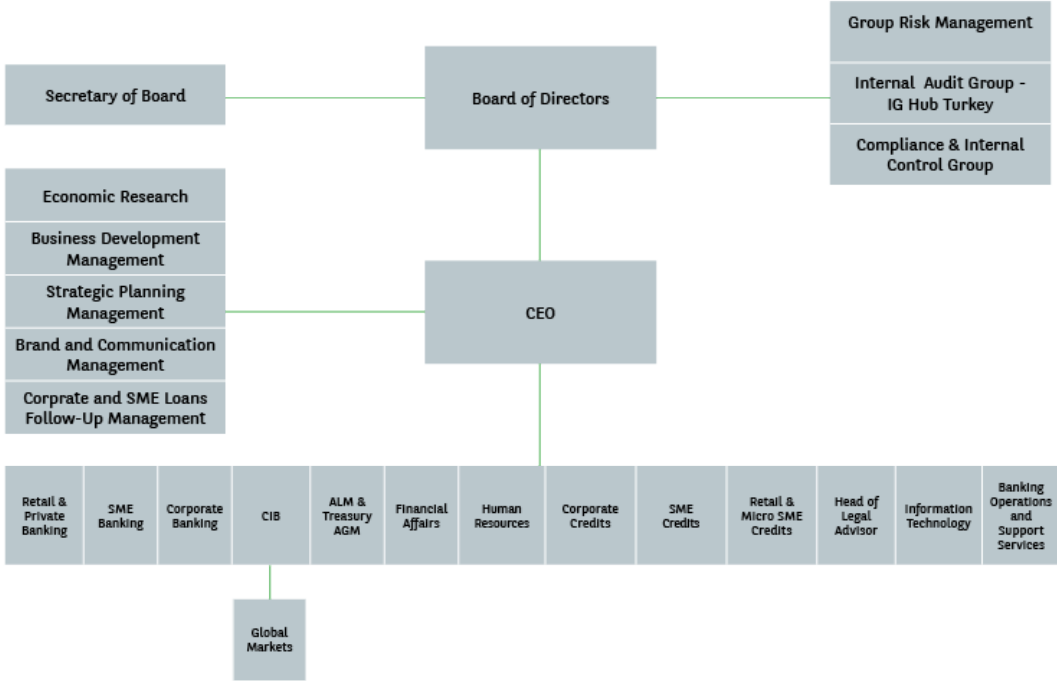 Group Risk Management
Secretary of Board
Board of Directors
Internal Audit Group -
IG Hub Turkey
Compliance & Internal
Control Group
Economic Research
Business Development
Management
Strategic Planning
Management
Brand and Communication
Management
Corprate and SME Loans
Follow-Up Management
CEO
Retail &
Private
Banking
SME
Banking
Corporate
Banking
CIB
ALM &
Treasury
AGM
Financial
Affairs
Human
Resources
Corporate
Credits
SME
Credits
Retail &
Micro SME
Credits
Head of
Legal
Advisor
Information
Technology
Banking
Operations
and
Support
Services
Global
Markets